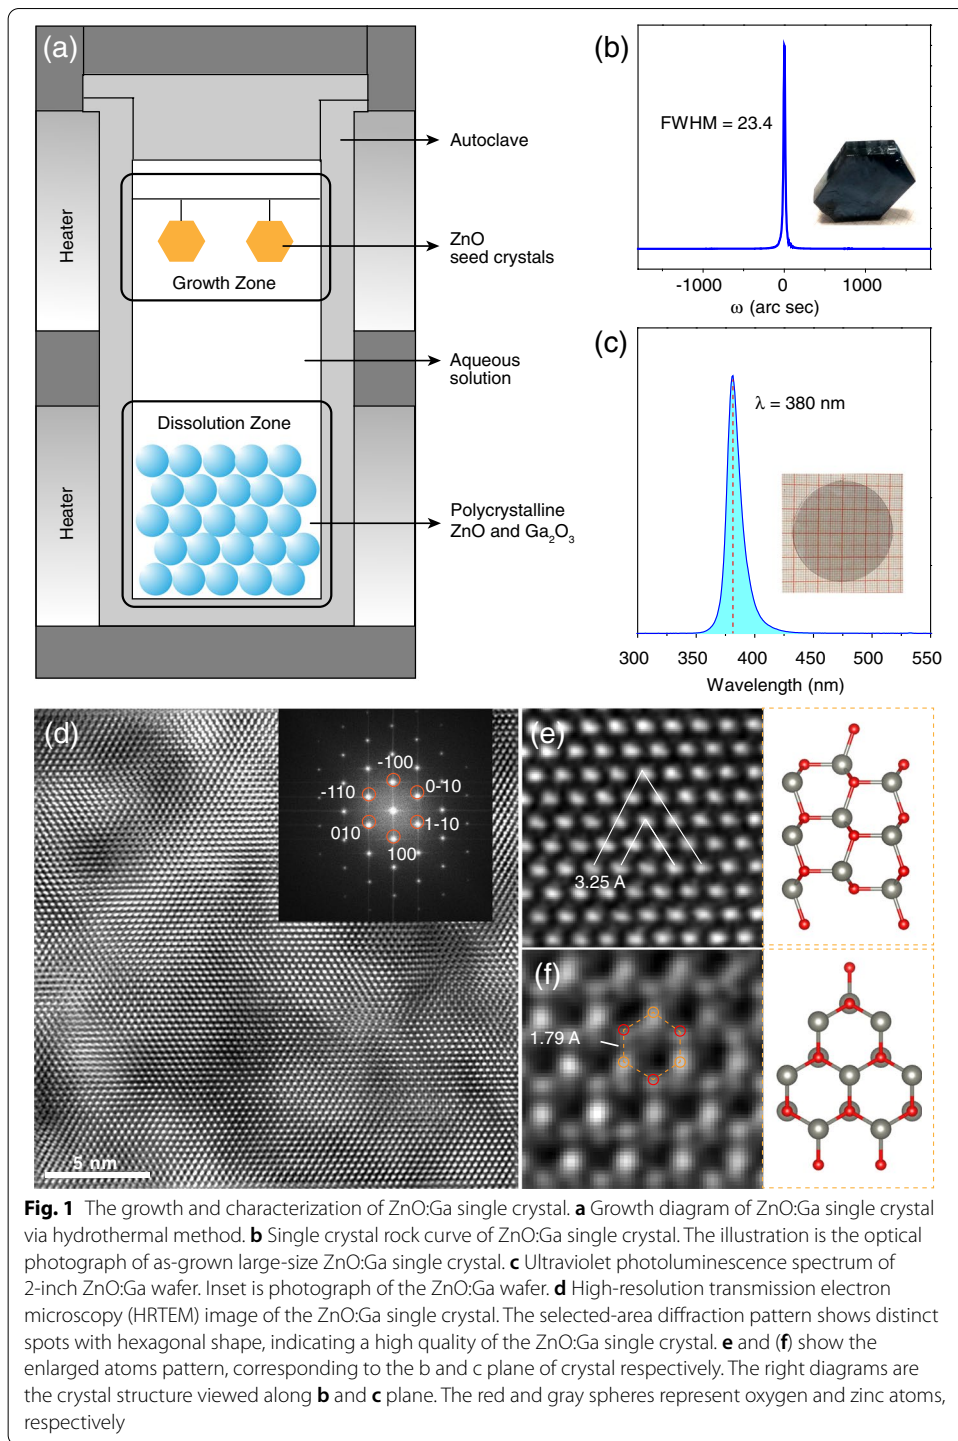 (a)
Heater
Heater
Growth Zone
Dissolution Zone
Autoclave
ZnO
seed crystals
Aqueous
solution
Polycrystalline
ZnO and Ga₂O₃
(b)
FWHM = 23.4
-1000 0 1000
ω (arc sec)
(c)
λ = 380 nm
300 350 400 450 500 550
Wavelength (nm)
(d)
-100
-110
0-10
010
1-10
100
5 nm
(e)
3.25 A
(f)
1.79 A
Fig. 1 The growth and characterization of ZnO:Ga single crystal. a Growth diagram of ZnO:Ga single crystal
via hydrothermal method. b Single crystal rock curve of ZnO:Ga single crystal. The illustration is the optical
photograph of as-grown large-size ZnO:Ga single crystal. c Ultraviolet photoluminescence spectrum of
2-inch ZnO:Ga wafer. Inset is photograph of the ZnO:Ga wafer. d High-resolution transmission electron
microscopy (HRTEM) image of the ZnO:Ga single crystal. The selected-area diffraction pattern shows distinct
spots with hexagonal shape, indicating a high quality of the ZnO:Ga single crystal. e and (f) show the
enlarged atoms pattern, corresponding to the b and c plane of crystal respectively. The right diagrams are
the crystal structure viewed along b and c plane. The red and gray spheres represent oxygen and zinc atoms,
respectively